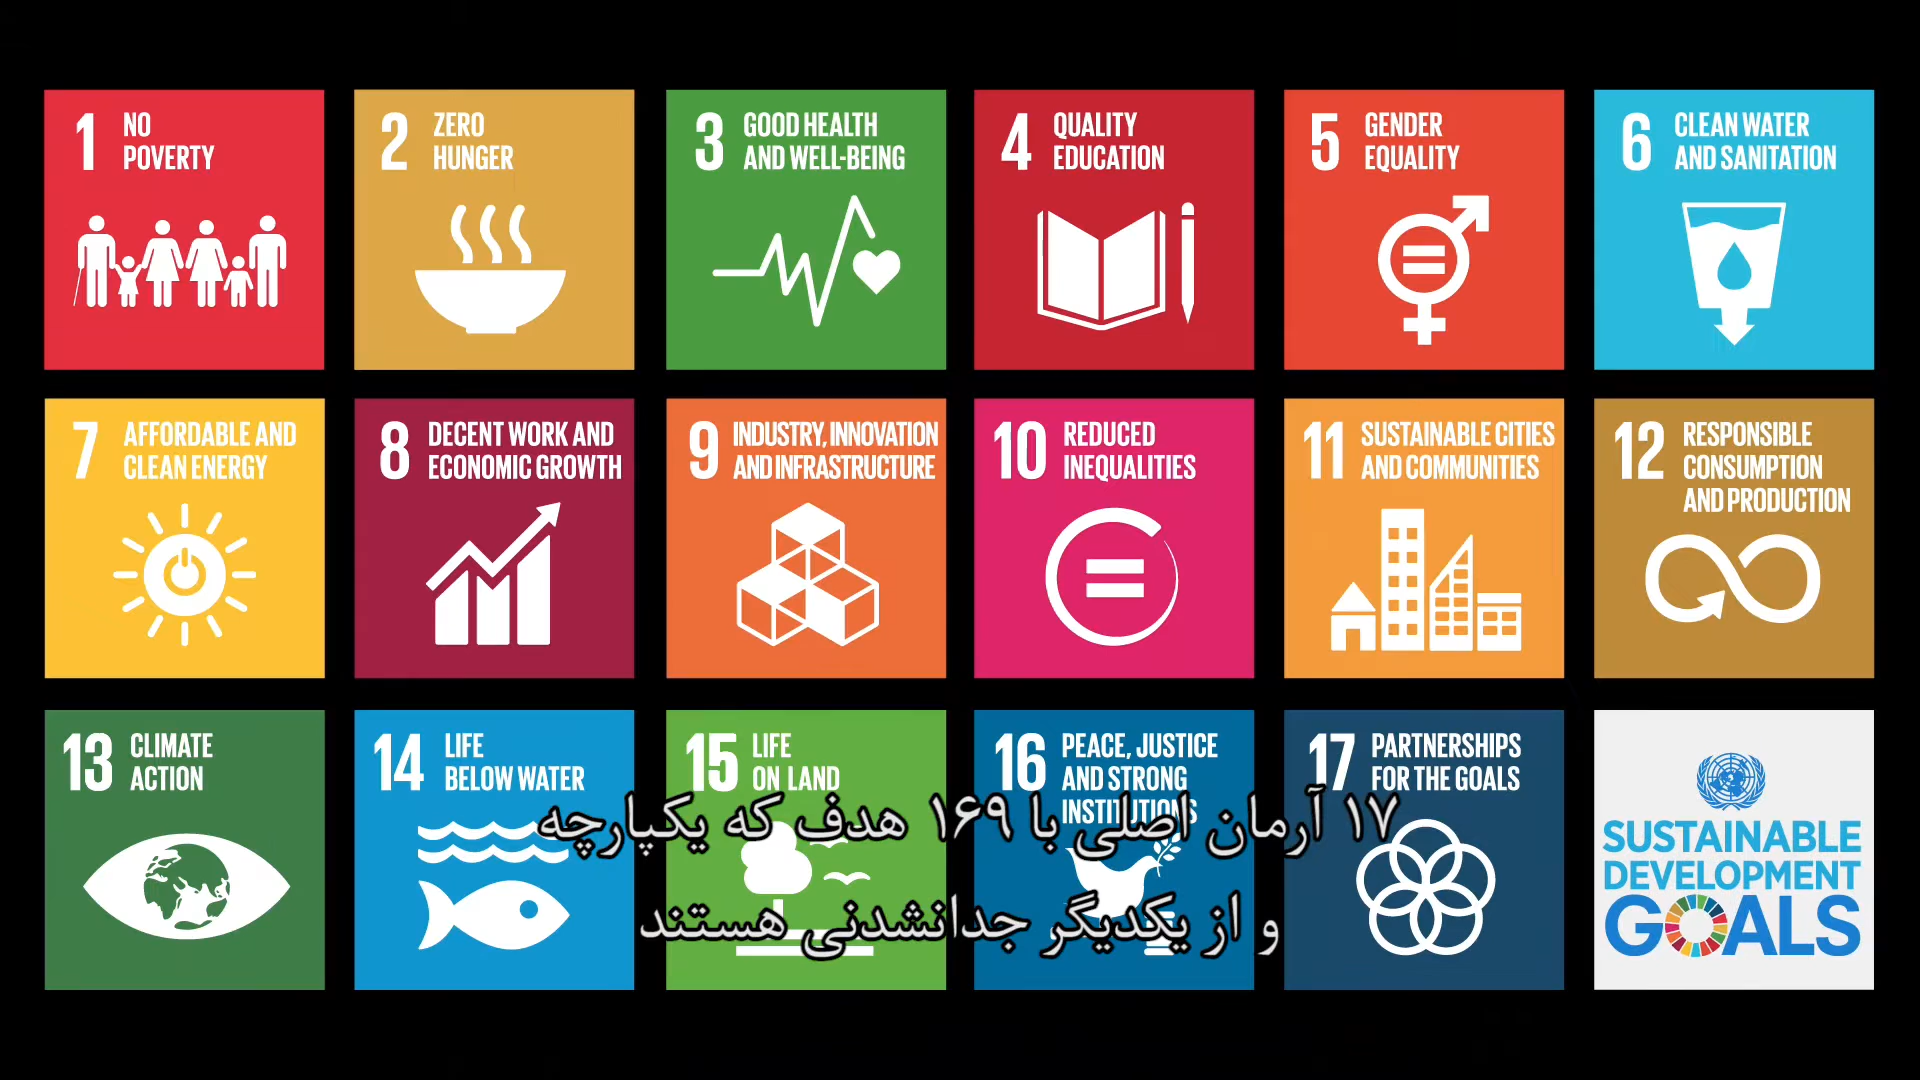 1 NO
POVERTY
2 ZERO
HUNGER
3 GOOD HEALTH
AND WELL-BEING
4 QUALITY
EDUCATION
5 GENDER
EQUALITY
6 CLEAN WATER
AND SANITATION
7 AFFORDABLE AND
CLEAN ENERGY
8 DECENT WORK AND
ECONOMIC GROWTH
9 INDUSTRY, INNOVATION
AND INFRASTRUCTURE
10 REDUCED
INEQUALITIES
11 SUSTAINABLE CITIES
AND COMMUNITIES
12 RESPONSIBLE
CONSUMPTION
AND PRODUCTION
13 CLIMATE
ACTION
14 LIFE
BELOW WATER
15 LIFE
ON LAND
16 PEACE, JUSTICE
AND STRONG
INSTITUTIONS
17 PARTNERSHIPS
FOR THE GOALS
SUSTAINABLE
DEVELOPMENT
GOALS
۱۷ آرمان اصلی با ۱۶۹ هدف که یکپارچه
و از یکدیگر جدانشدنی هستند